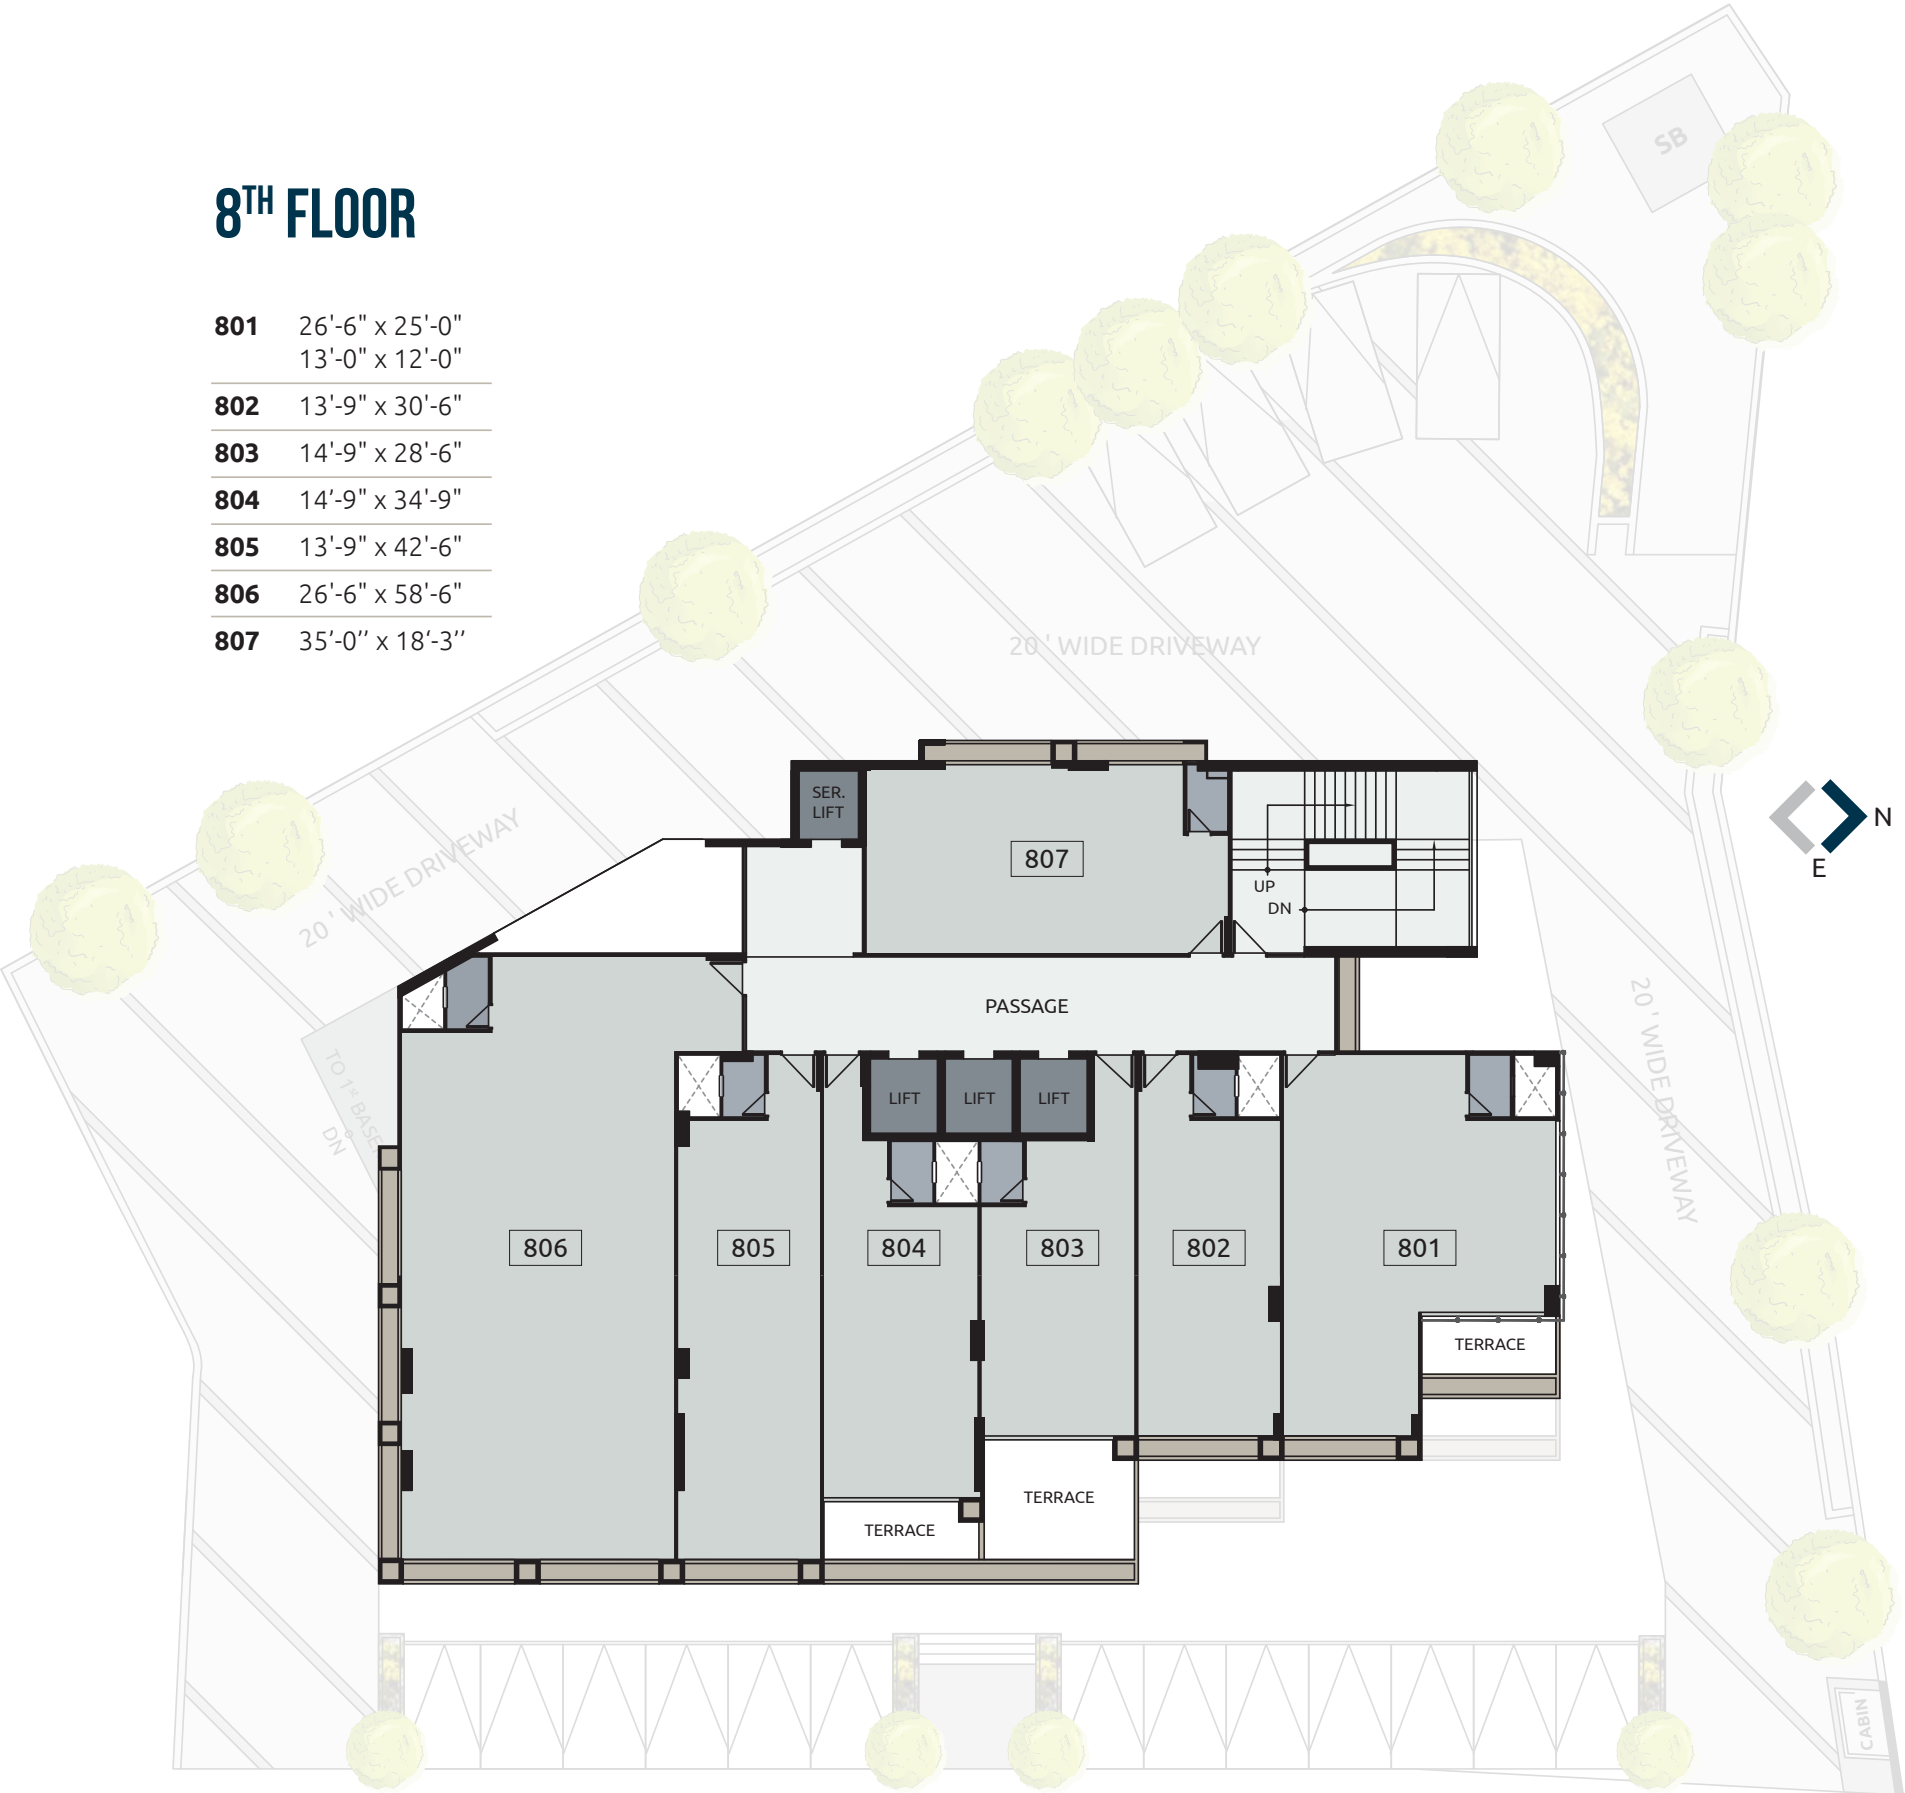 8TH FLOOR
801 26'-6" x 25'-0"
13'-0" x 12'-0"
802 13'-9" x 30'-6"
803 14'-9" x 28'-6"
804 14’-9" x 34'-9"
805 13'-9" x 42'-6"
806 26'-6" x 58'-6"
807 35’-0’’ x 18‘-3’’
SB
20' WIDE DRIVEWAY
SER.
LIFT
807
UP
DN
N
E
20' WIDE DRIVEWAY
PASSAGE
20' WIDE DRIVEWAY
TO 1st BASE
DN
LIFT
LIFT
LIFT
806
805
804
803
802
801
TERRACE
TERRACE
TERRACE
CABIN